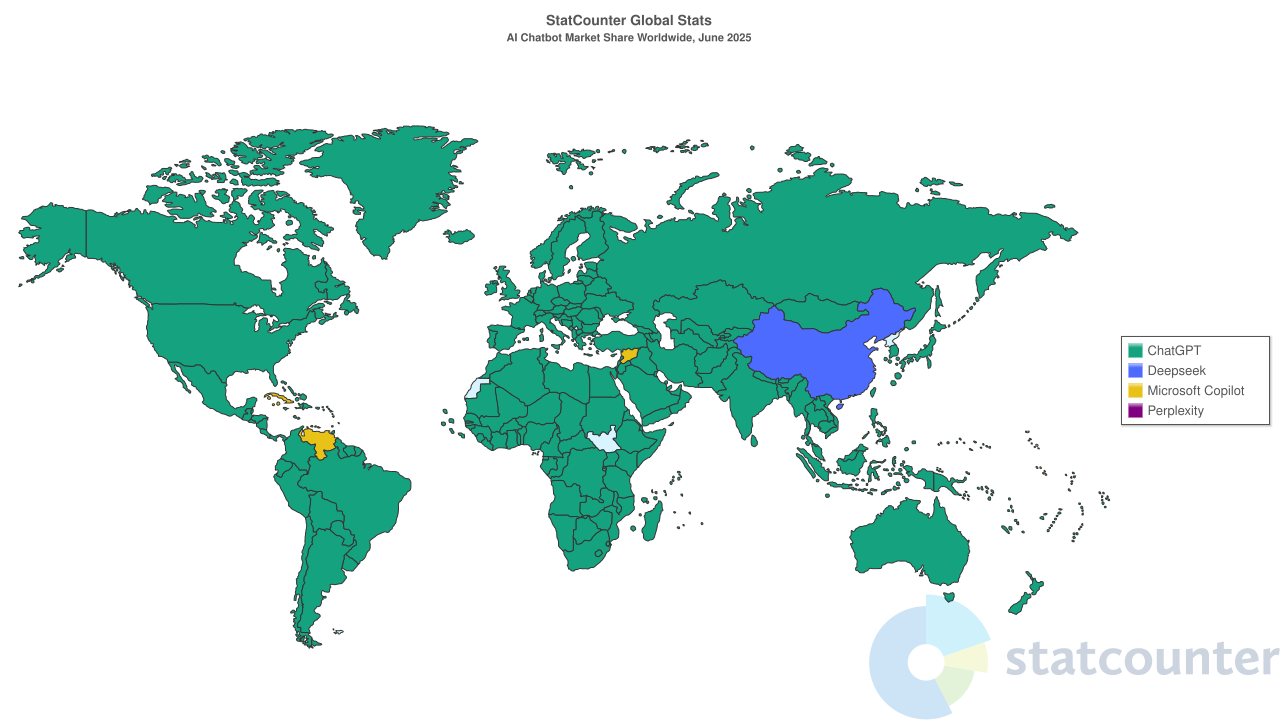 StatCounter Global Stats
AI Chatbot Market Share Worldwide, June 2025
ChatGPT
Deepseek
Microsoft Copilot
Perplexity
statcounter